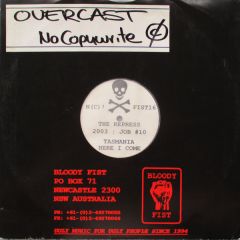 OVERCAST
No Copywrite
N(C)! FIST16
THE REPRESS
2003 : JOB #10
TASMANIA
HERE I COME
BLOODY FIST
PO BOX 71
NEWCASTLE 2300
NEW AUSTRALIA
BLOODY
FIST
UGLY MUSIC FOR UGLY PEOPLE SINCE 1994